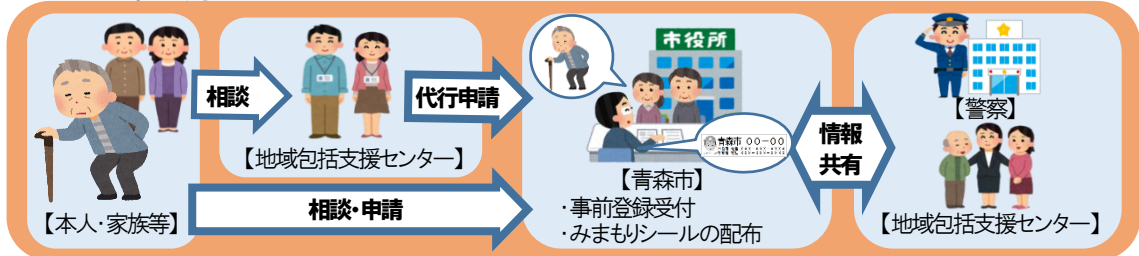 相談
代行申請
市役所
青森市 00-00
情報
共有
【警察】
【地域包括支援センター】
【本人・家族等】
相談・申請
【青森市】
・事前登録受付
・みまもりシールの配布
【地域包括支援センター】